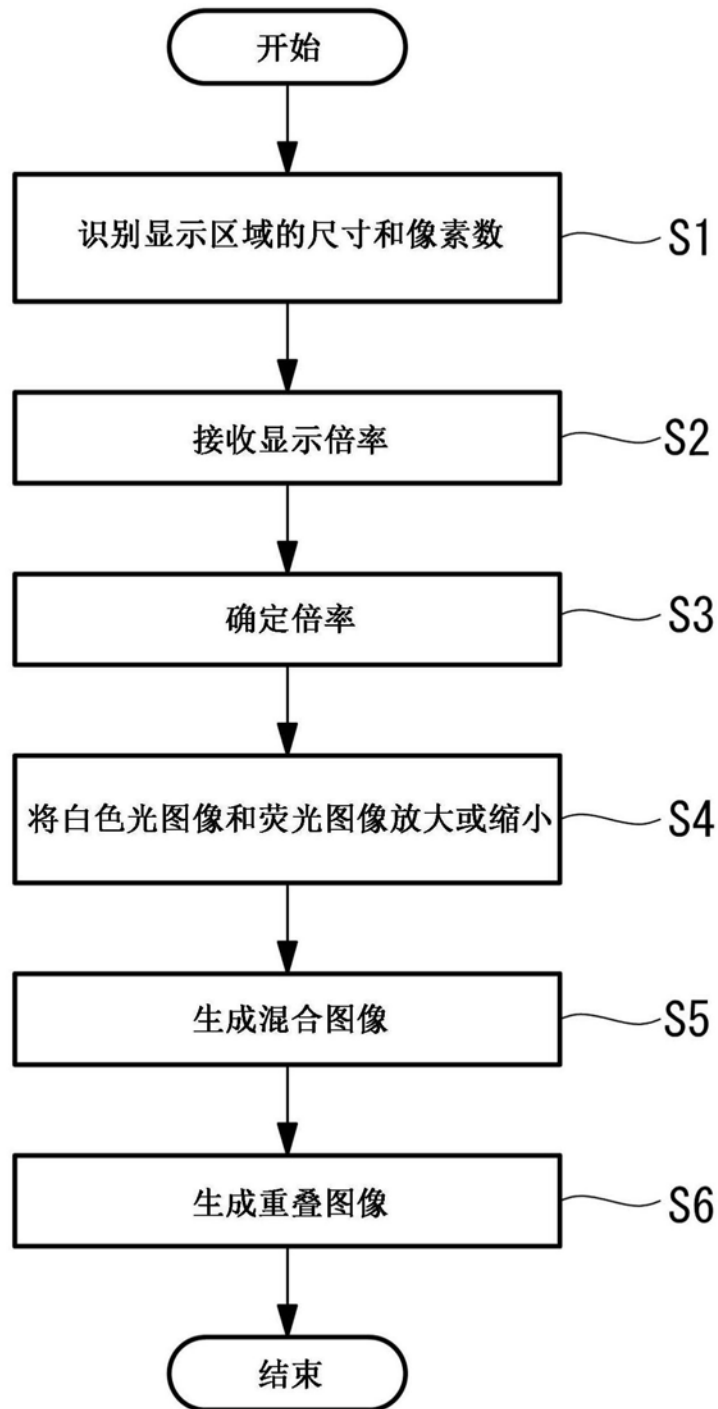 开始
识别显示区域的尺寸和像素数
S1
接收显示倍率
S2
确定倍率
S3
将白色光图像和荧光图像放大或缩小
S4
生成混合图像
S5
生成重叠图像
S6
结束